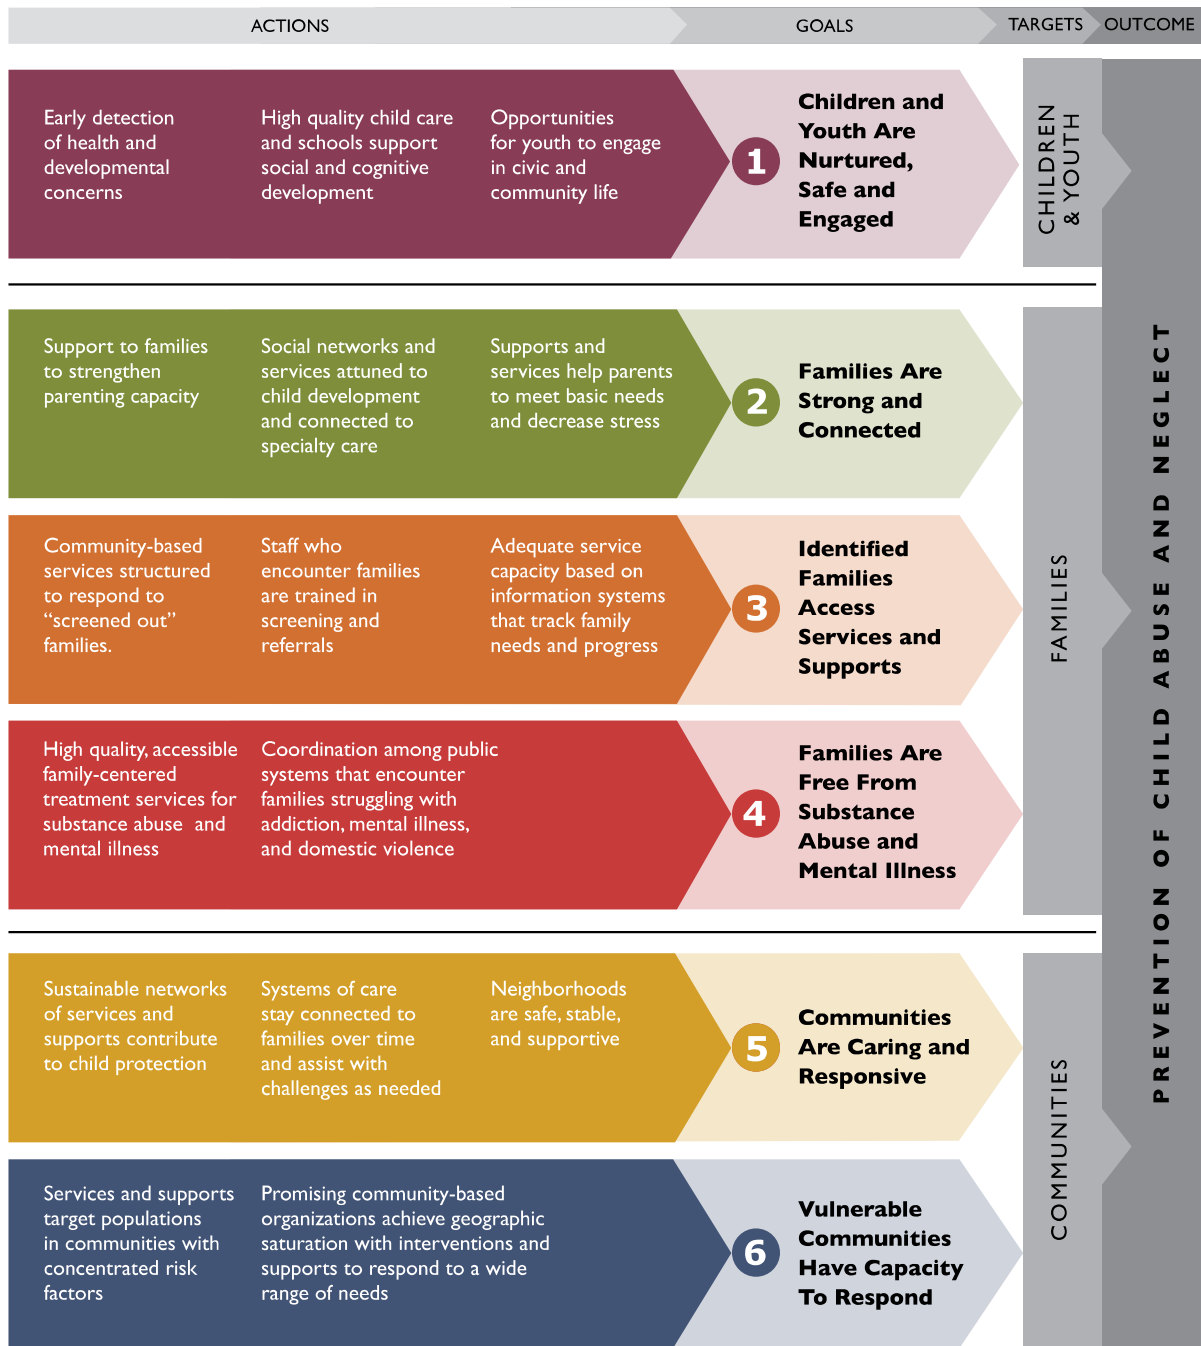 ACTIONS
GOALS
TARGETS
OUTCOME
Early detection
of health and
developmental
concerns
High quality child care
and schools support
social and cognitive
development
Opportunities
for youth to engage
in civic and
community life
1
Children and
Youth Are
Nurtured,
Safe and
Engaged
CHILDREN
& YOUTH
Support to families
to strengthen
parenting capacity
Social networks and
services attuned to
child development
and connected to
specialty care
Supports and
services help parents
to meet basic needs
and decrease stress
2
Families Are
Strong and
Connected
Community-based
services structured
to respond to
“screened out”
families.
Staff who
encounter families
are trained in
screening and
referrals
Adequate service
capacity based on
information systems
that track family
needs and progress
3
Identified
Families
Access
Services and
Supports
High quality, accessible
family-centered
treatment services for
substance abuse  and
mental illness
Coordination among public
systems that encounter
families struggling with
addiction, mental illness,
and domestic violence
4
Families Are
Free From
Substance
Abuse and
Mental Illness
FAMILIES
Sustainable networks
of services and
supports contribute
to child protection
Systems of care
stay connected to
families over time
and assist with
challenges as needed
Neighborhoods
are safe, stable,
and supportive
5
Communities
Are Caring and
Responsive
Services and supports
target populations
in communities with
concentrated risk
factors
Promising community-based
organizations achieve geographic
saturation with interventions and
supports to respond to a wide
range of needs
6
Vulnerable
Communities
Have Capacity
To Respond
COMMUNITIES
PREVENTION OF CHILD ABUSE AND NEGLECT